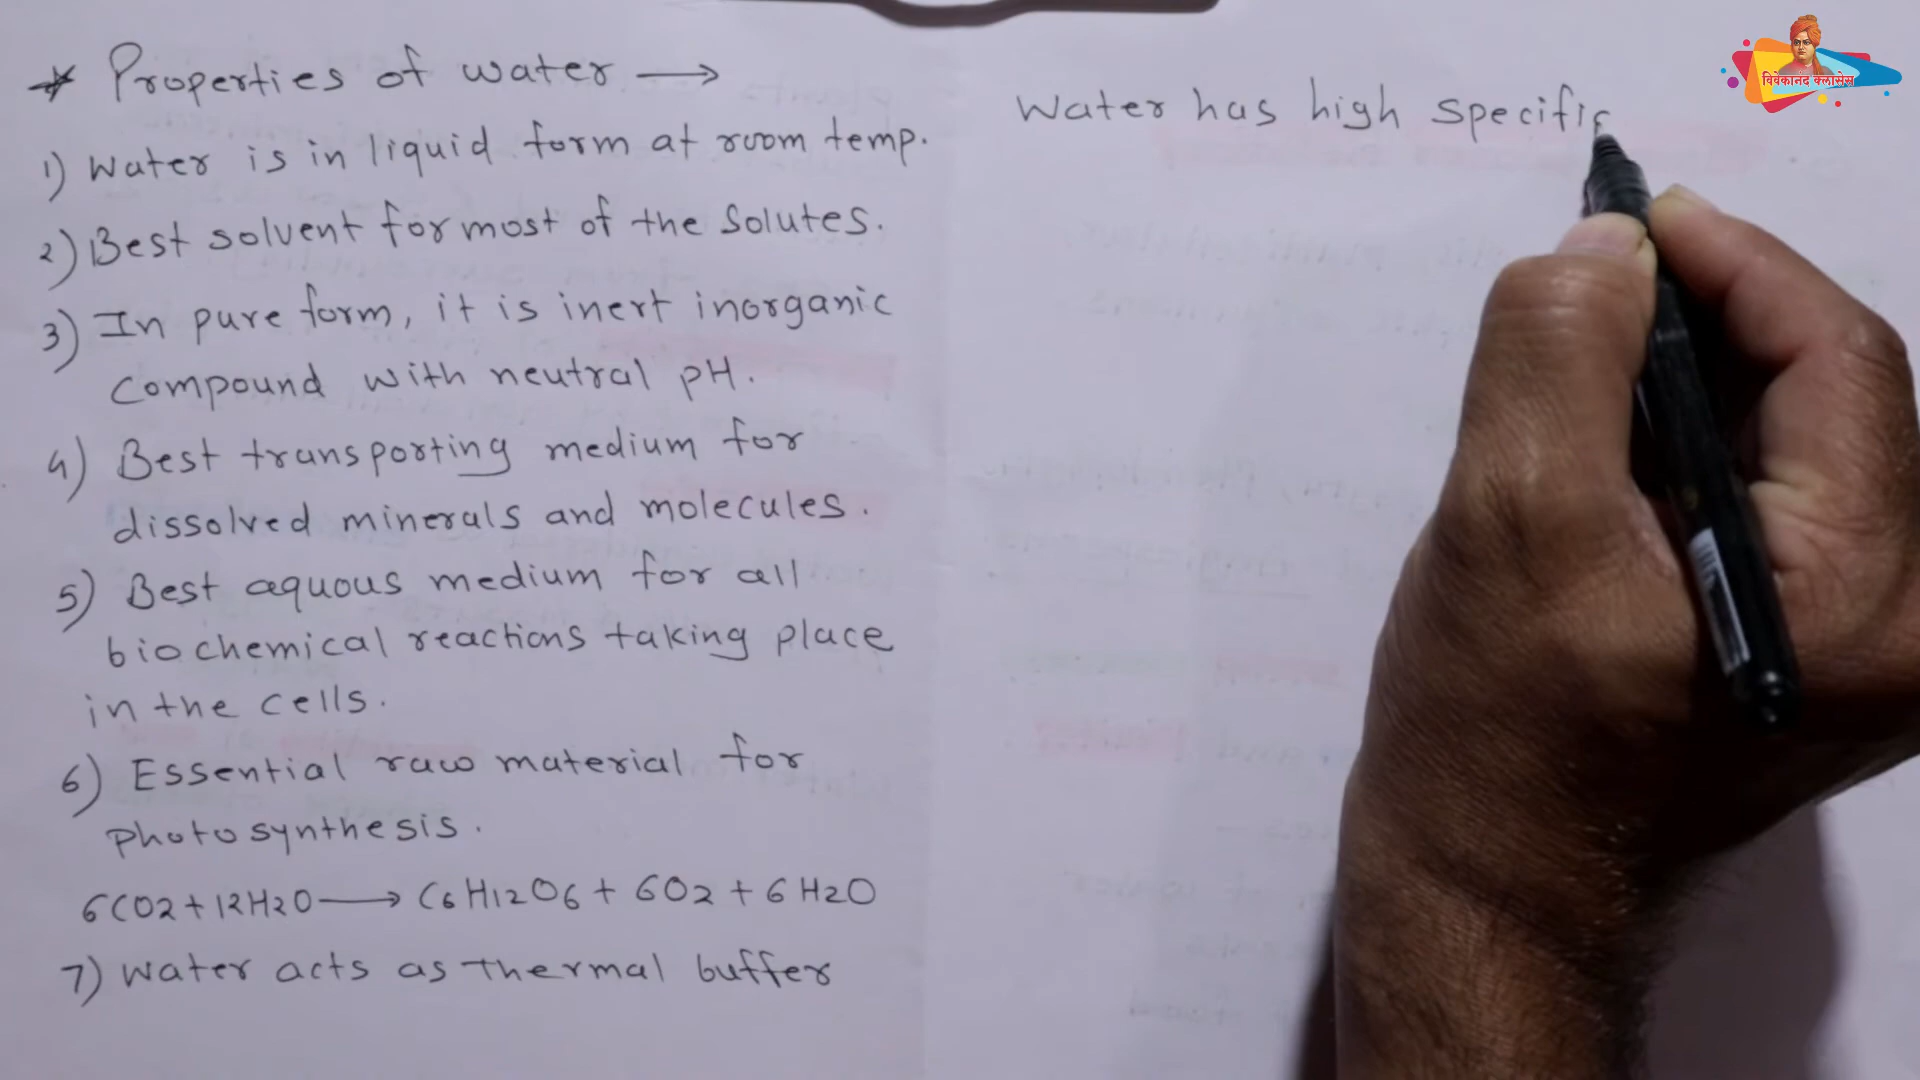 * Properties of water →
1) Water is in liquid form at room temp.
2) Best solvent for most of the solutes.
3) In pure form, it is inert inorganic
compound with neutral pH.
4) Best transporting medium for
dissolved minerals and molecules.
5) Best aquous medium for all
biochemical reactions taking place
in the cells.
6) Essential raw material for
photosynthesis.
6CO2+12H2O → C6H12O6 + 6O2 + 6H2O
7) Water acts as thermal buffer
Water has high specific
विवेकानंद क्लासेस